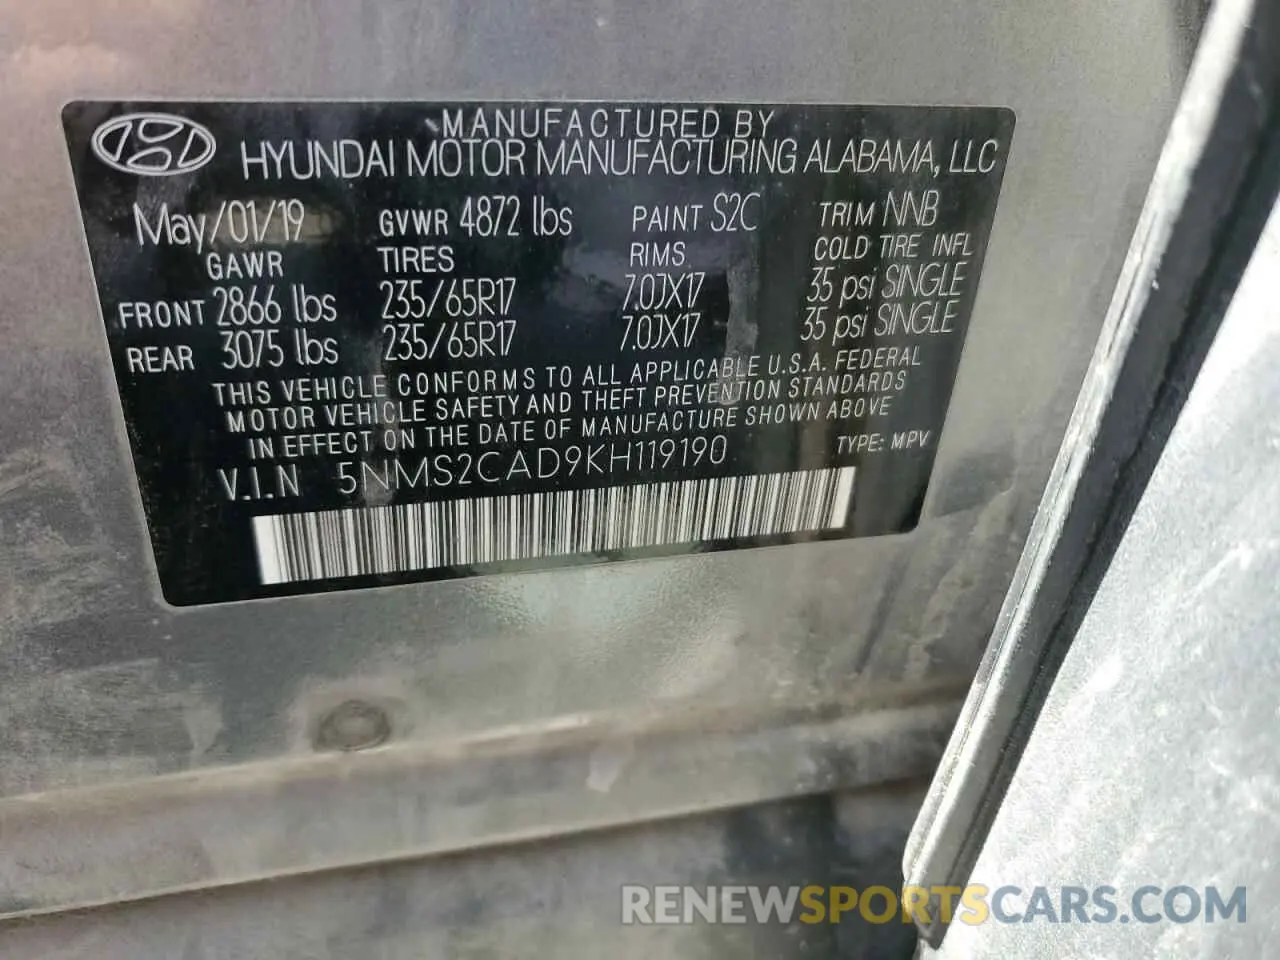 MANUFACTURED BY
HYUNDAI MOTOR MANUFACTURING ALABAMA, LLC
May/01/19 GVWR 4872 lbs PAINT S2C TRIM NNB
GAWR TIRES RIMS COLD TIRE INFL
FRONT 2866 lbs 235/65R17 7.0JX17 35 psi SINGLE
REAR 3075 lbs 235/65R17 7.0JX17 35 psi SINGLE
THIS VEHICLE CONFORMS TO ALL APPLICABLE U.S.A. FEDERAL
MOTOR VEHICLE SAFETY AND THEFT PREVENTION STANDARDS
IN EFFECT ON THE DATE OF MANUFACTURE SHOWN ABOVE
V.I.N 5NMS2CAD9KH119190 TYPE: MPV
RENEWSPORTSCARS.COM